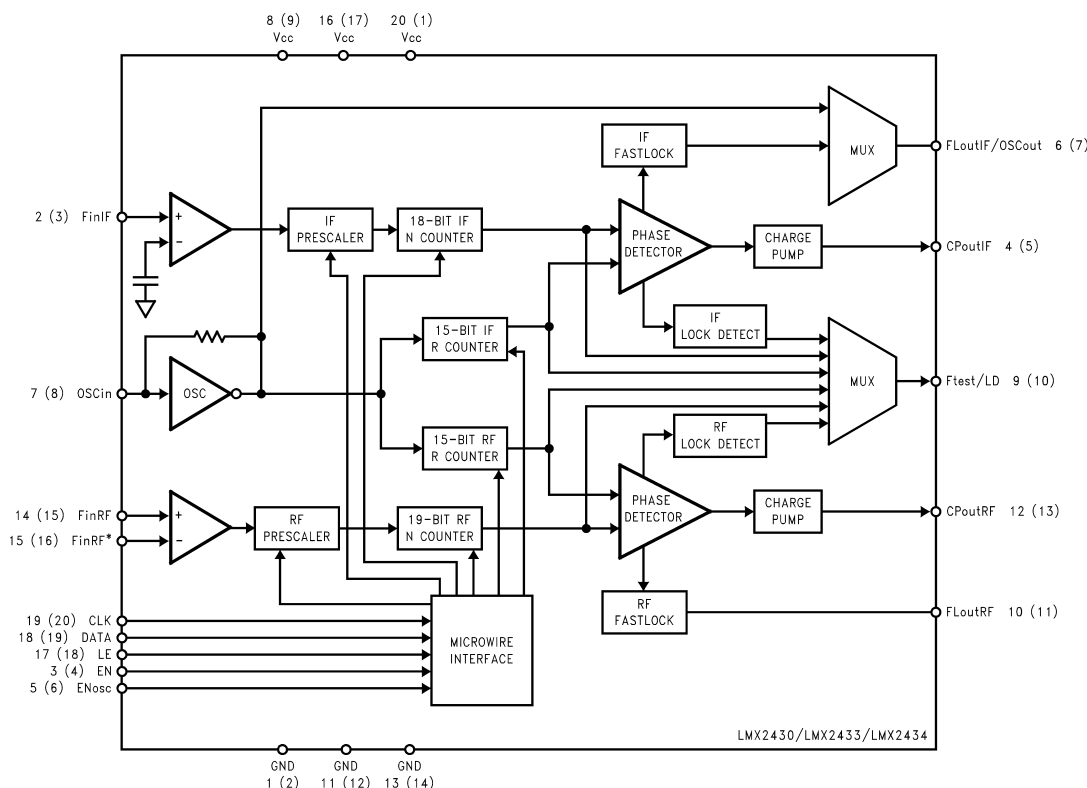 8 (9)
Vcc
16 (17)
Vcc
20 (1)
Vcc
IF
FASTLOCK
MUX
FLoutIF/OSCout 6 (7)
2 (3) FinIF
+
−
IF
PRESCALER
18-BIT IF
N COUNTER
PHASE
DETECTOR
CHARGE
PUMP
CPoutIF 4 (5)
15-BIT IF
R COUNTER
IF
LOCK DETECT
7 (8) OSCin
OSC
MUX
Ftest/LD 9 (10)
15-BIT RF
R COUNTER
RF
LOCK DETECT
14 (15) FinRF
15 (16) FinRF*
+
−
RF
PRESCALER
19-BIT RF
N COUNTER
PHASE
DETECTOR
CHARGE
PUMP
CPoutRF 12 (13)
RF
FASTLOCK
FLoutRF 10 (11)
19 (20) CLK
18 (19) DATA
17 (18) LE
3 (4) EN
5 (6) ENosc
MICROWIRE
INTERFACE
LMX2430/LMX2433/LMX2434
GND
1 (2)
GND
11 (12)
GND
13 (14)